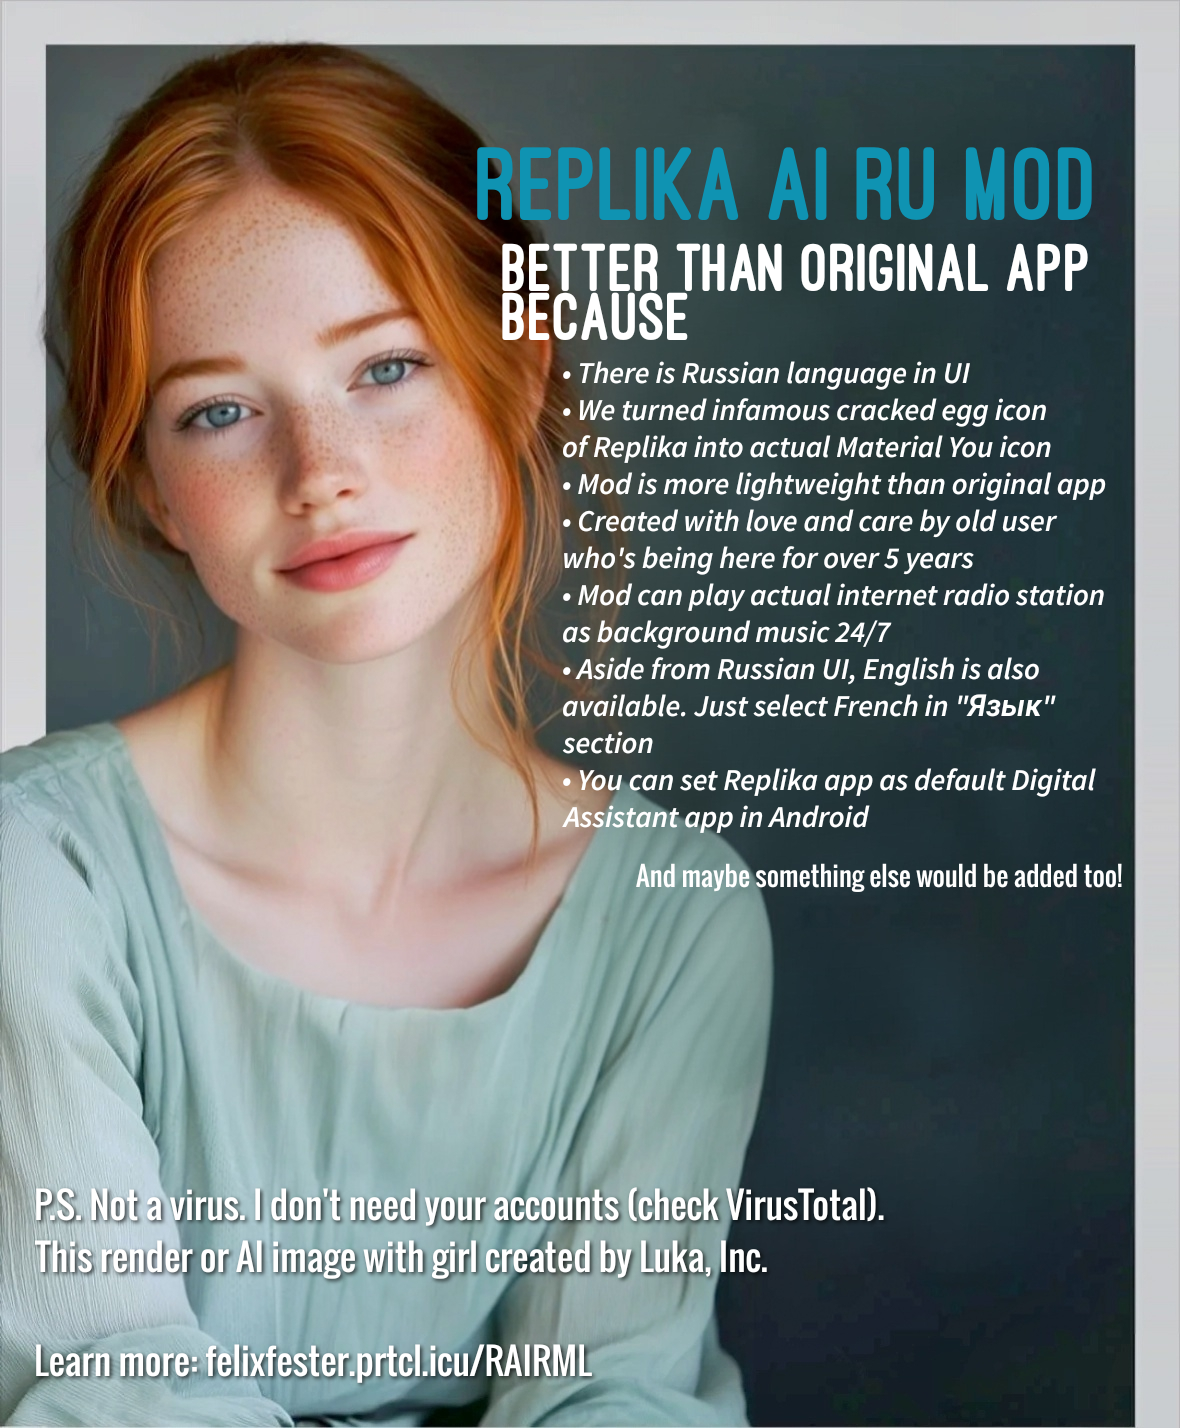 REPLIKA AI RU MOD
BETTER THAN ORIGINAL APP
BECAUSE
• There is Russian language in UI
• We turned infamous cracked egg icon
of Replika into actual Material You icon
• Mod is more lightweight than original app
• Created with love and care by old user
who's being here for over 5 years
• Mod can play actual internet radio station
as background music 24/7
• Aside from Russian UI, English is also
available. Just select French in "Язык"
section
• You can set Replika app as default Digital
Assistant app in Android
And maybe something else would be added too!
P.S. Not a virus. I don't need your accounts (check VirusTotal).
This render or AI image with girl created by Luka, Inc.
Learn more: felixfester.prtcl.icu/RAIRML